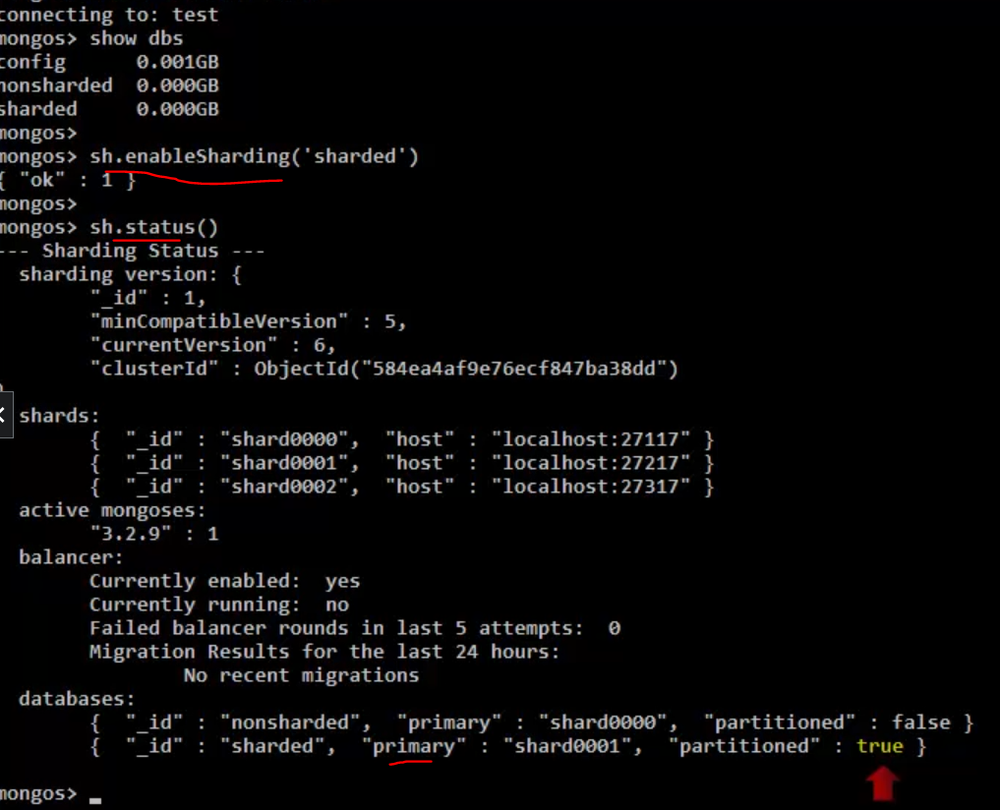 connecting to: test
mongos> show dbs
config      0.001GB
nonsharded  0.000GB
sharded     0.000GB
mongos>
mongos> sh.enableSharding('sharded')
{ "ok" : 1 }
mongos>
mongos> sh.status()
--- Sharding Status ---
  sharding version: {
        "_id" : 1,
        "minCompatibleVersion" : 5,
        "currentVersion" : 6,
        "clusterId" : ObjectId("584ea4af9e76ecf847ba38dd")
}
  shards:
        {  "_id" : "shard0000",  "host" : "localhost:27117" }
        {  "_id" : "shard0001",  "host" : "localhost:27217" }
        {  "_id" : "shard0002",  "host" : "localhost:27317" }
  active mongoses:
        "3.2.9" : 1
  balancer:
        Currently enabled:  yes
        Currently running:  no
        Failed balancer rounds in last 5 attempts:  0
        Migration Results for the last 24 hours:
                No recent migrations
  databases:
        {  "_id" : "nonsharded",  "primary" : "shard0000",  "partitioned" : false }
        {  "_id" : "sharded",  "primary" : "shard0001",  "partitioned" : true }
mongos> _